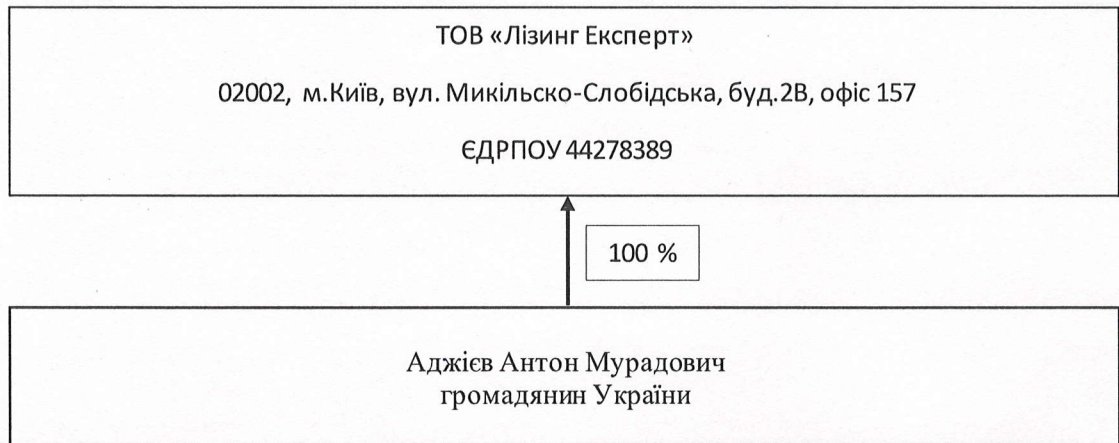 ТОВ «Лізинг Експерт»
02002, м.Київ, вул. Микільско-Слобідська, буд.2В, офіс 157
ЄДРПОУ 44278389
100 %
Аджієв Антон Мурадович
громадянин України